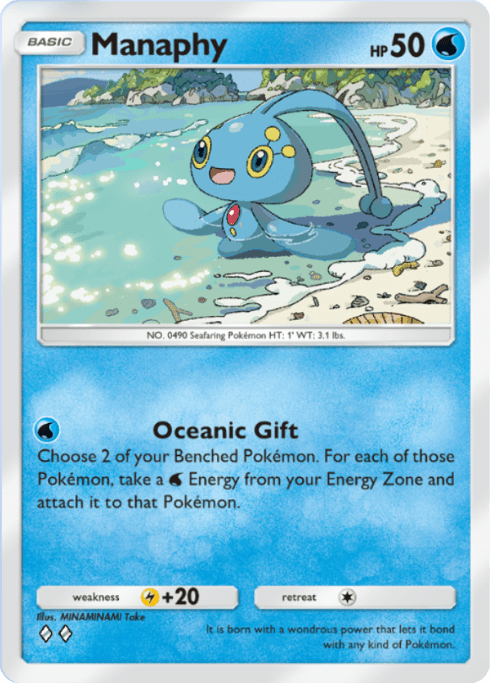 BASIC Manaphy HP 50
NO. 0490 Seafaring Pokémon HT: 1' WT: 3.1 lbs.
Oceanic Gift
Choose 2 of your Benched Pokémon. For each of those
Pokémon, take a Energy from your Energy Zone and
attach it to that Pokémon.
weakness +20 retreat
Illus. MINAMINAMI Take
It is born with a wondrous power that lets it bond
with any kind of Pokémon.